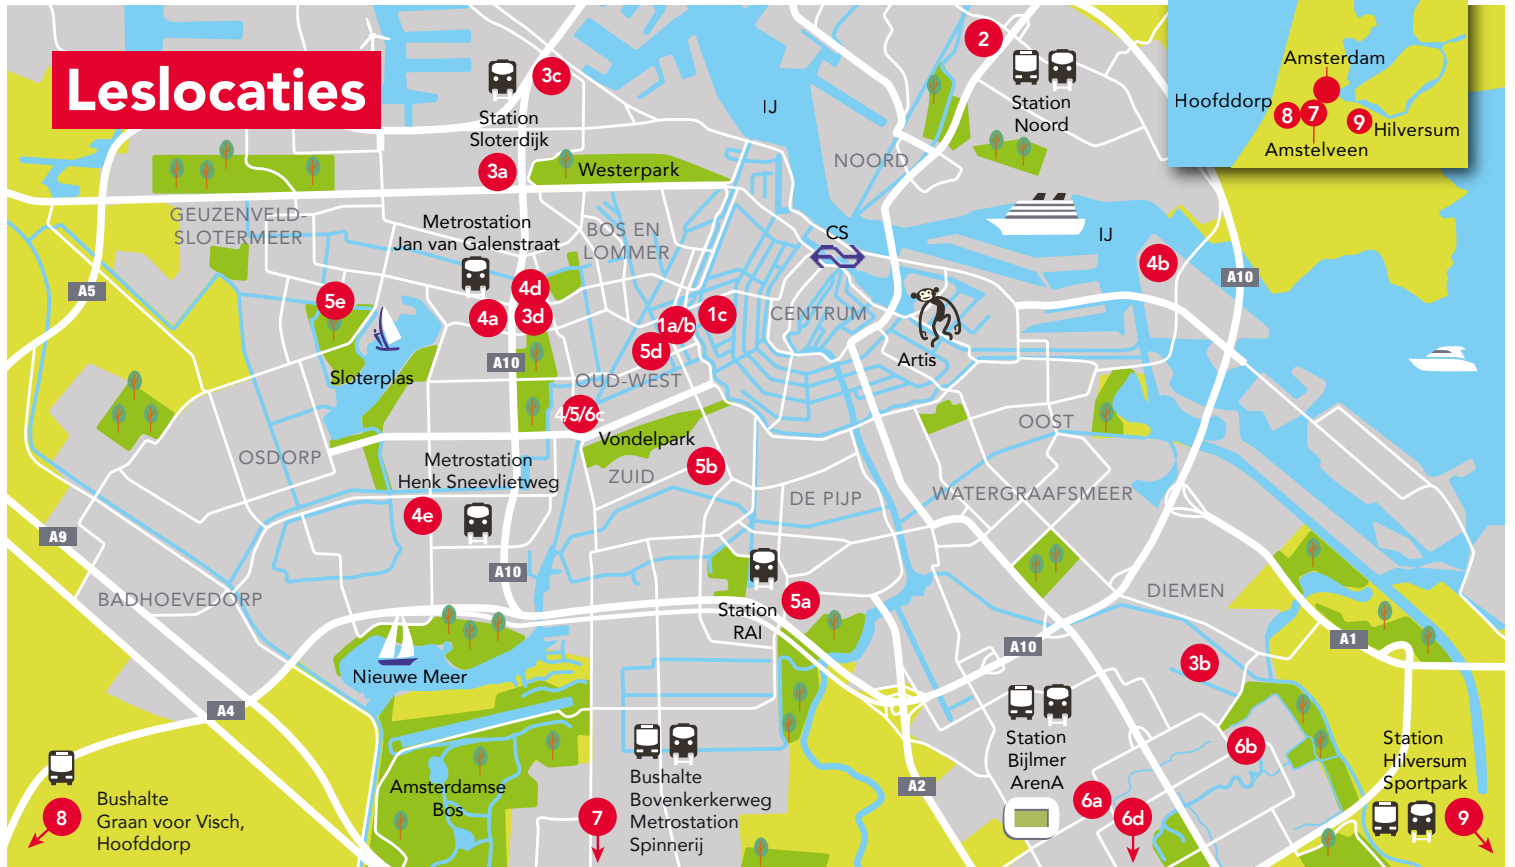 Leslocaties
3c
Station
Sloterdijk
3a
Westerpark
2
Station
Noord
IJ
NOORD
Amsterdam
Hoofddorp
8
7
9
Hilversum
Amstelveen
GEUZENVELD-
SLOTERMEER
Metrostation
Jan van Galenstraat
BOS EN
LOMMER
CS
IJ
4b
A10
A5
5e
4d
4a
3d
1a/b
1c
5d
CENTRUM
Artis
A10
Sloterplas
OUD-WEST
4/5/6c
Vondelpark
OOST
OSDORP
Metrostation
Henk Sneevlietweg
ZUID
5b
DE PIJP
WATERGRAAFSMEER
4e
A9
A10
BADHOEVEDORP
Station
RAI
5a
DIEMEN
A10
A1
3b
Nieuwe Meer
A4
Station
Bijlmer
ArenA
6b
Station
Hilversum
Sportpark
Amsterdamse
Bos
Bushalte
Bovenkerkerweg
Metrostation
Spinnerij
7
A2
6a
6d
9
8
Bushalte
Graan voor Visch,
Hoofddorp